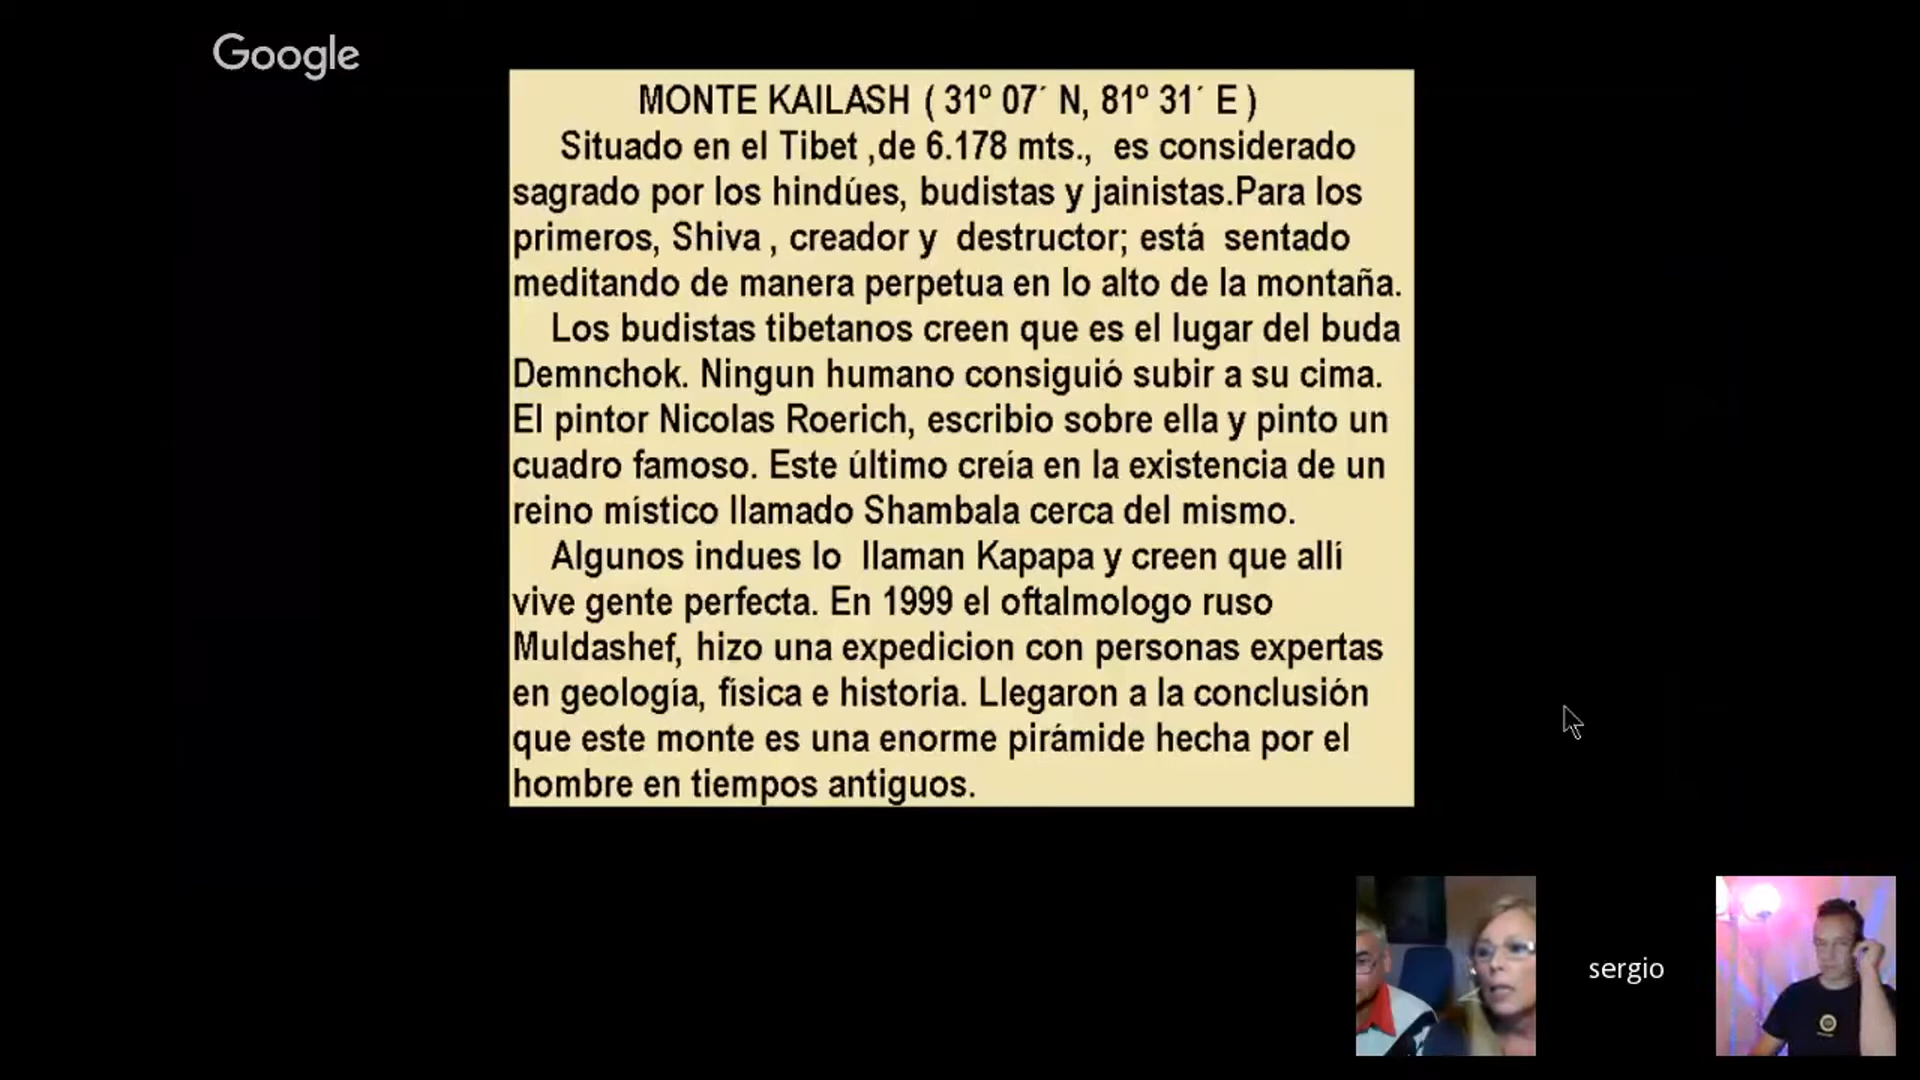 Google
MONTE KAILASH ( 31º 07´ N, 81º 31´ E )
Situado en el Tibet ,de 6.178 mts., es considerado
sagrado por los hindúes, budistas y jainistas.Para los
primeros, Shiva , creador y destructor; está sentado
meditando de manera perpetua en lo alto de la montaña.
Los budistas tibetanos creen que es el lugar del buda
Demnchok. Ningun humano consiguió subir a su cima.
El pintor Nicolas Roerich, escribio sobre ella y pinto un
cuadro famoso. Este último creía en la existencia de un
reino místico llamado Shambala cerca del mismo.
Algunos indues lo llaman Kapapa y creen que allí
vive gente perfecta. En 1999 el oftalmologo ruso
Muldashef, hizo una expedicion con personas expertas
en geología, física e historia. Llegaron a la conclusión
que este monte es una enorme pirámide hecha por el
hombre en tiempos antiguos.
sergio